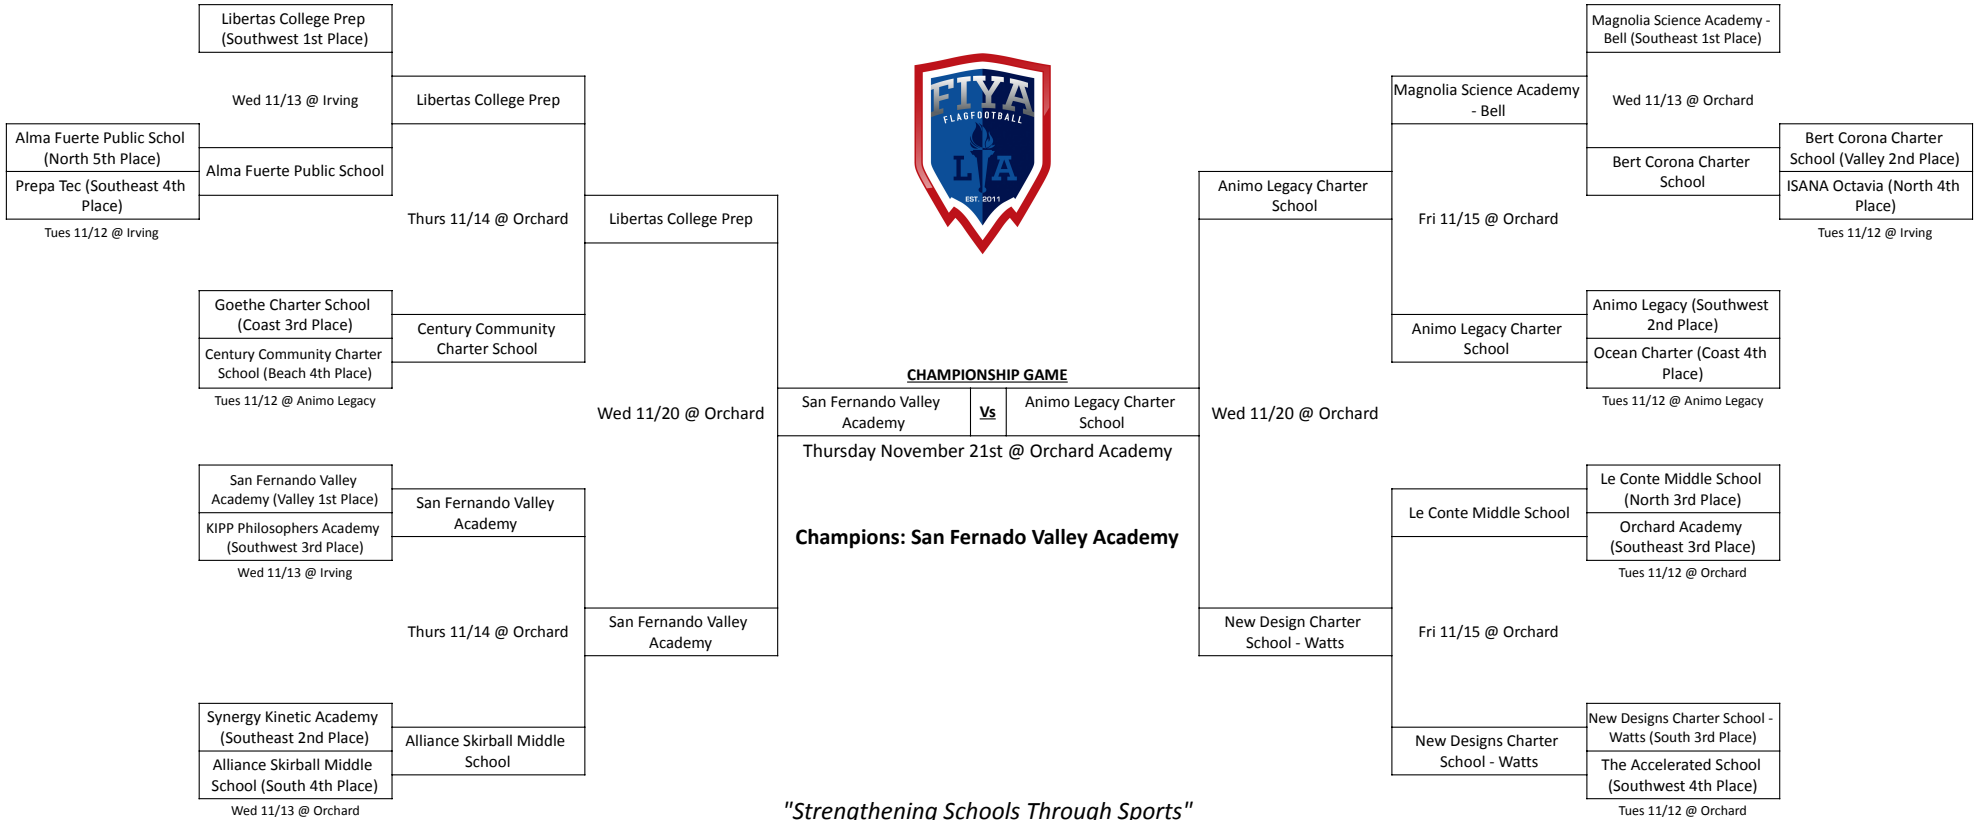 Libertas College Prep
(Southwest 1st Place)
Wed 11/13 @ Irving
Libertas College Prep
Alma Fuerte Public Schol
(North 5th Place)
Prepa Tec (Southeast 4th
Place)
Tues 11/12 @ Irving
Alma Fuerte Public School
Thurs 11/14 @ Orchard
Libertas College Prep
Goethe Charter School
(Coast 3rd Place)
Century Community Charter
School (Beach 4th Place)
Tues 11/12 @ Animo Legacy
Century Community
Charter School
Wed 11/20 @ Orchard
San Fernando Valley
Academy (Valley 1st Place)
KIPP Philosophers Academy
(Southwest 3rd Place)
Wed 11/13 @ Irving
San Fernando Valley
Academy
Thurs 11/14 @ Orchard
San Fernando Valley
Academy
Synergy Kinetic Academy
(Southeast 2nd Place)
Alliance Skirball Middle
School (South 4th Place)
Wed 11/13 @ Orchard
Alliance Skirball Middle
School
FIYA
FLAGFOOTBALL
LA
EST. 2011
CHAMPIONSHIP GAME
San Fernando Valley
Academy
Vs
Animo Legacy Charter
School
Thursday November 21st @ Orchard Academy
Champions: San Fernado Valley Academy
"Strengthening Schools Through Sports"
Magnolia Science Academy -
Bell (Southeast 1st Place)
Magnolia Science Academy
- Bell
Wed 11/13 @ Orchard
Bert Corona Charter
School (Valley 2nd Place)
ISANA Octavia (North 4th
Place)
Tues 11/12 @ Irving
Bert Corona Charter
School
Animo Legacy Charter
School
Fri 11/15 @ Orchard
Animo Legacy (Southwest
2nd Place)
Ocean Charter (Coast 4th
Place)
Tues 11/12 @ Animo Legacy
Animo Legacy Charter
School
Wed 11/20 @ Orchard
Le Conte Middle School
(North 3rd Place)
Orchard Academy
(Southeast 3rd Place)
Tues 11/12 @ Orchard
Le Conte Middle School
New Design Charter
School - Watts
Fri 11/15 @ Orchard
New Designs Charter School -
Watts (South 3rd Place)
The Accelerated School
(Southwest 4th Place)
Tues 11/12 @ Orchard
New Designs Charter
School - Watts